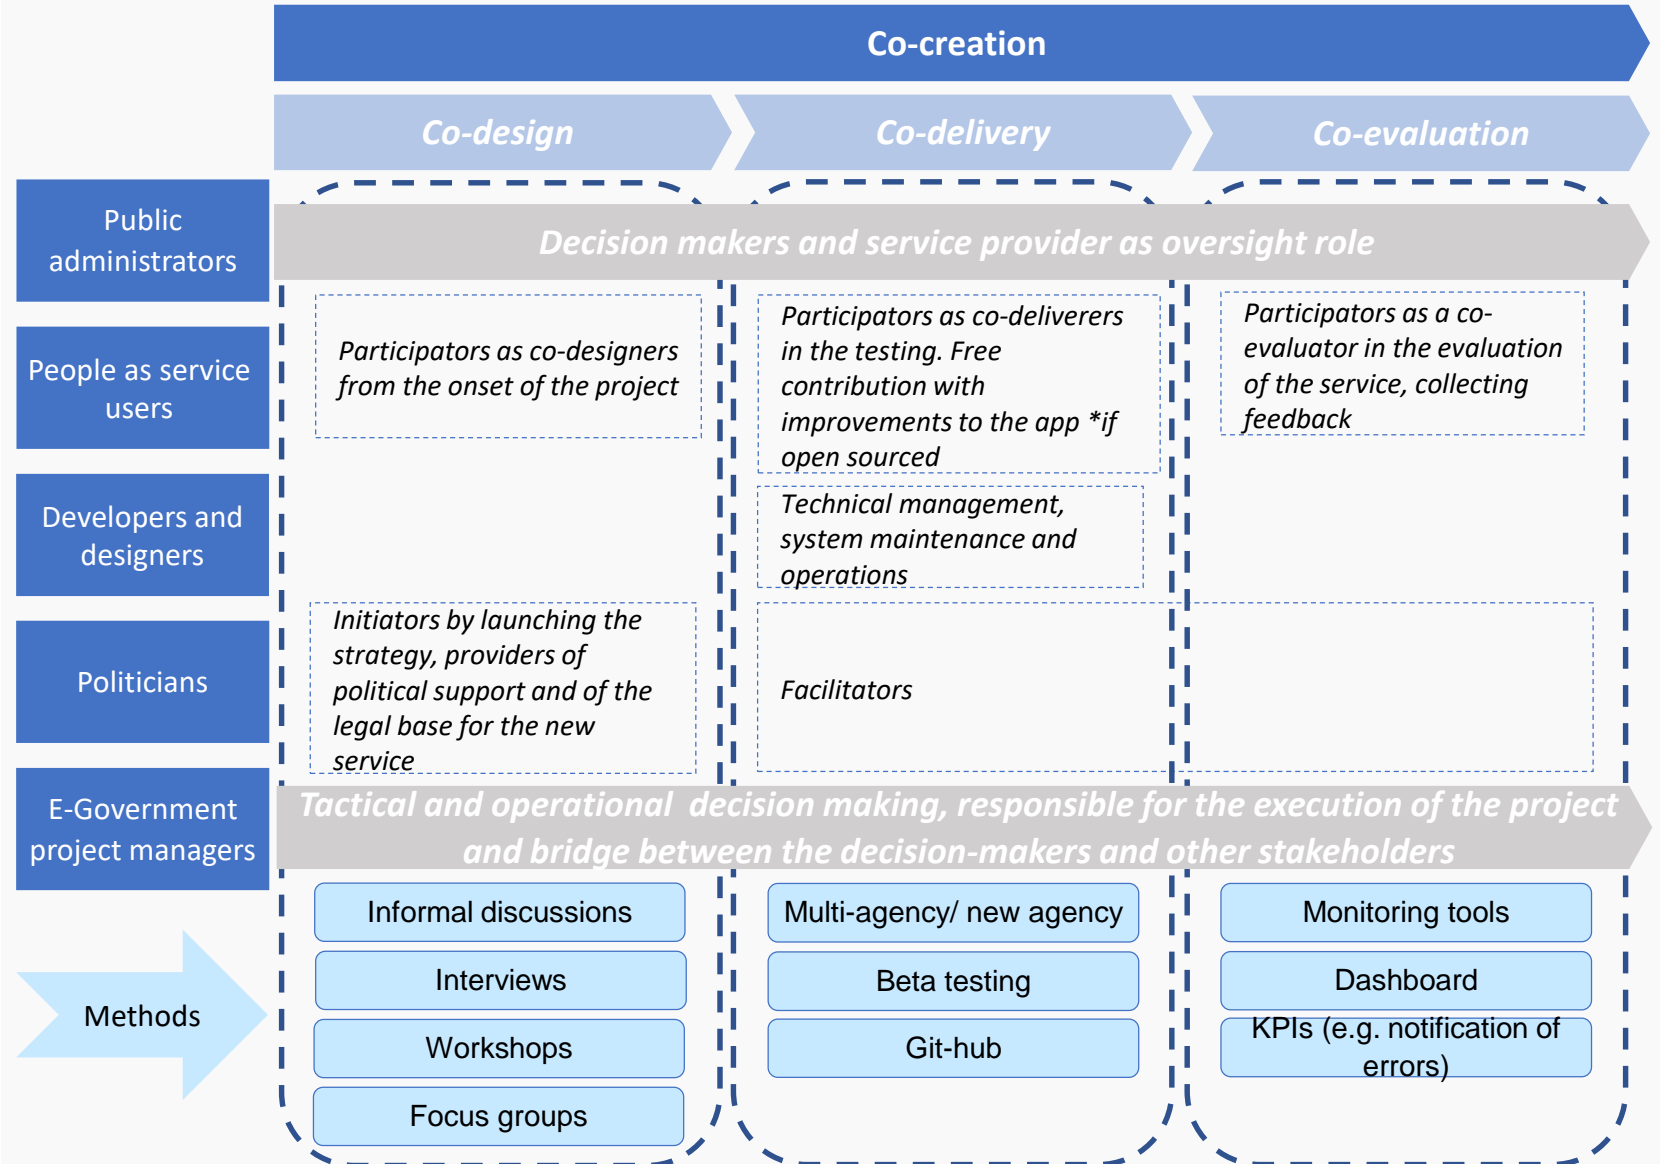 Co-creation
Co-design
Co-delivery
Co-evaluation
Public
administrators
Decision makers and service provider as oversight role
People as service
users
Participators as co-designers
from the onset of the project
Participators as co-deliverers
in the testing. Free
contribution with
improvements to the app *if
open sourced
Participators as a co-
evaluator in the evaluation
of the service, collecting
feedback
Developers and
designers
Technical management,
system maintenance and
operations
Politicians
Initiators by launching the
strategy, providers of
political support and of the
legal base for the new
service
Facilitators
E-Government
project managers
Tactical and operational  decision making, responsible for the execution of the project
and bridge between the decision-makers and other stakeholders
Methods
Informal discussions
Interviews
Workshops
Focus groups
Multi-agency/ new agency
Beta testing
Git-hub
Monitoring tools
Dashboard
KPIs (e.g. notification of
errors)